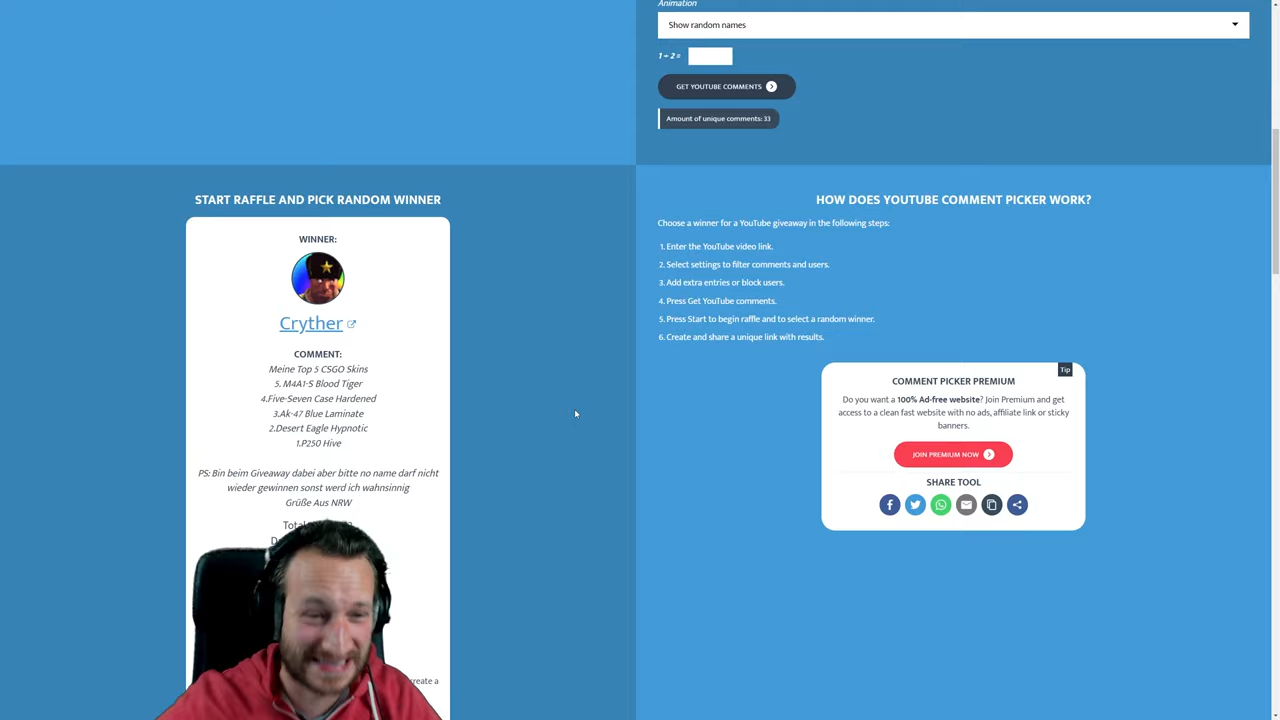 Animation
Show random names
GET YOUTUBE COMMENTS
Amount of unique comments: 33
START RAFFLE AND PICK RANDOM WINNER
WINNER:
Cryther
COMMENT:
Meine Top 5 CSGO Skins
5. M4A1-S Blood Tiger
4.Five-Seven Case Hardened
3.Ak-47 Blue Laminate
2.Desert Eagle Hypnotic
1.P250 Hive
PS: Bin beim Giveaway dabei aber bitte no name darf nicht
wieder gewinnen sonst werd ich wahnsinnig
Grüße Aus NRW
HOW DOES YOUTUBE COMMENT PICKER WORK?
Choose a winner for a YouTube giveaway in the following steps:
1. Enter the YouTube video link.
2. Select settings to filter comments and users.
3. Add extra entries or block users.
4. Press Get YouTube comments.
5. Press Start to begin raffle and to select a random winner.
6. Create and share a unique link with results.
Tip
COMMENT PICKER PREMIUM
Do you want a 100% Ad-free website? Join Premium and get
access to a clean fast website with no ads, affiliate link or sticky
banners.
JOIN PREMIUM NOW
SHARE TOOL